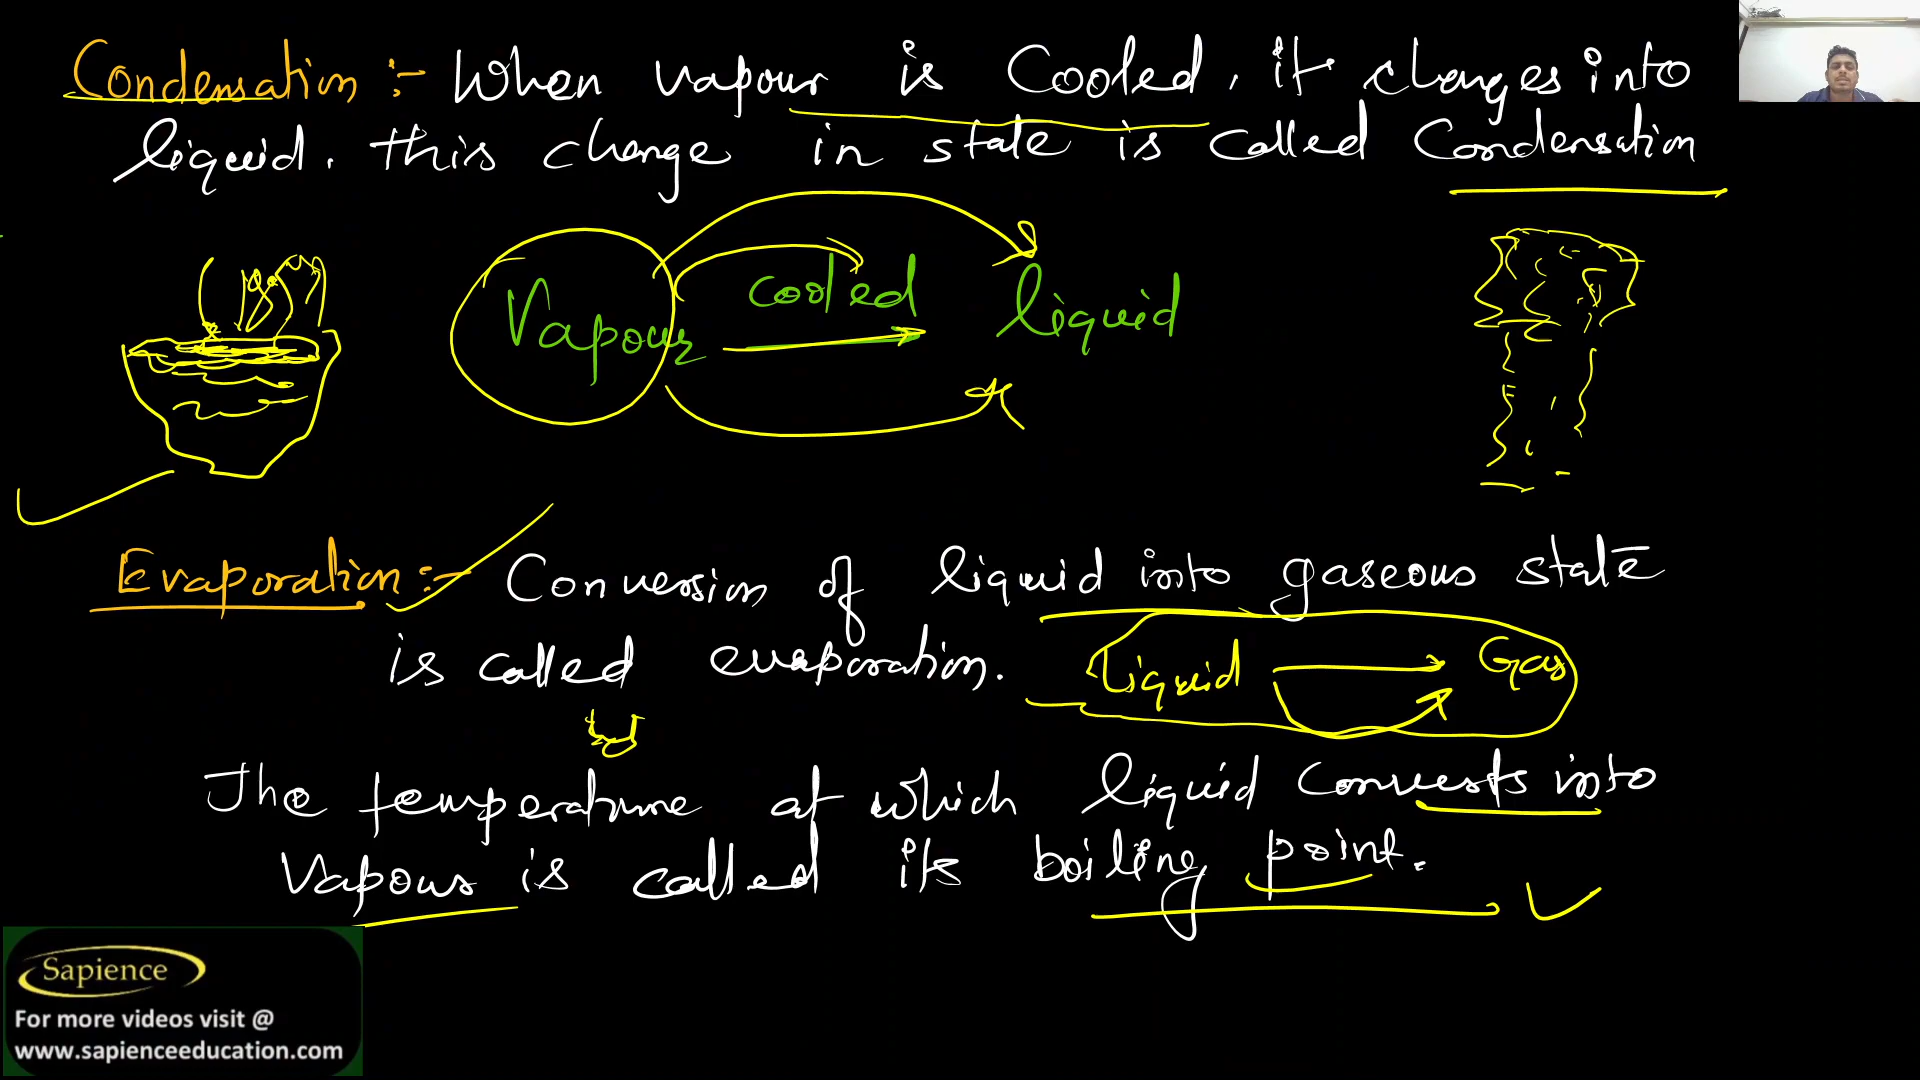 Condensation :- When vapour is Cooled, it changes into
liquid. this change in state is called Condensation
Vapour cooled liquid
Evaporation :- Conversion of liquid into gaseous state
is called evaporation. Liquid → Gas
The temperature at which liquid converts into
Vapour is called its boiling point.
Sapience
For more videos visit @
www.sapienceeducation.com